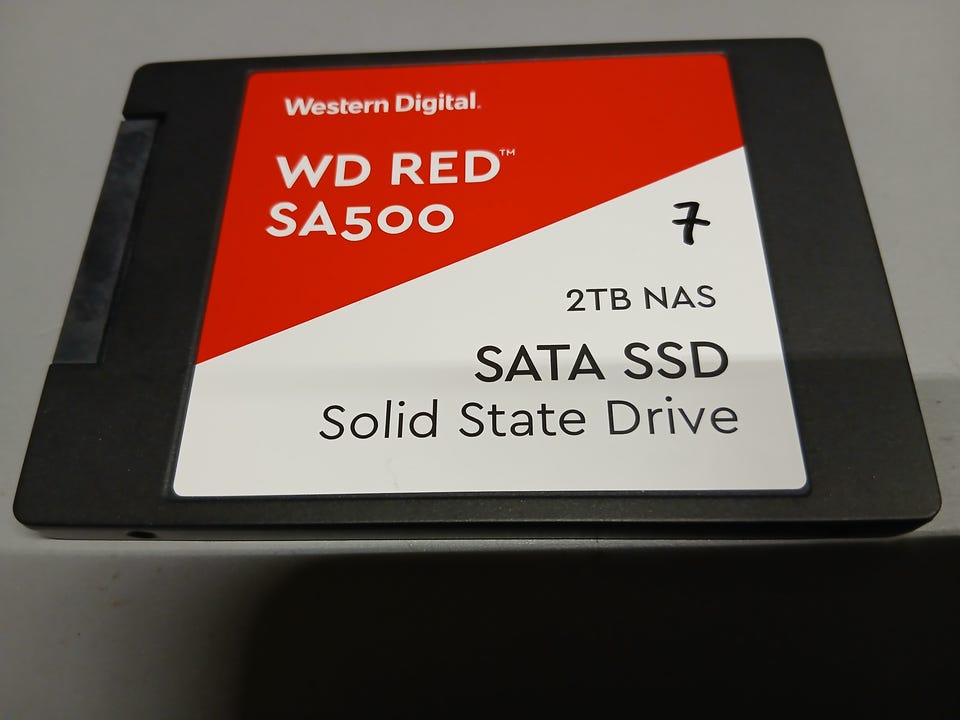 Western Digital.
WD RED™
SA500
7
2TB NAS
SATA SSD
Solid State Drive